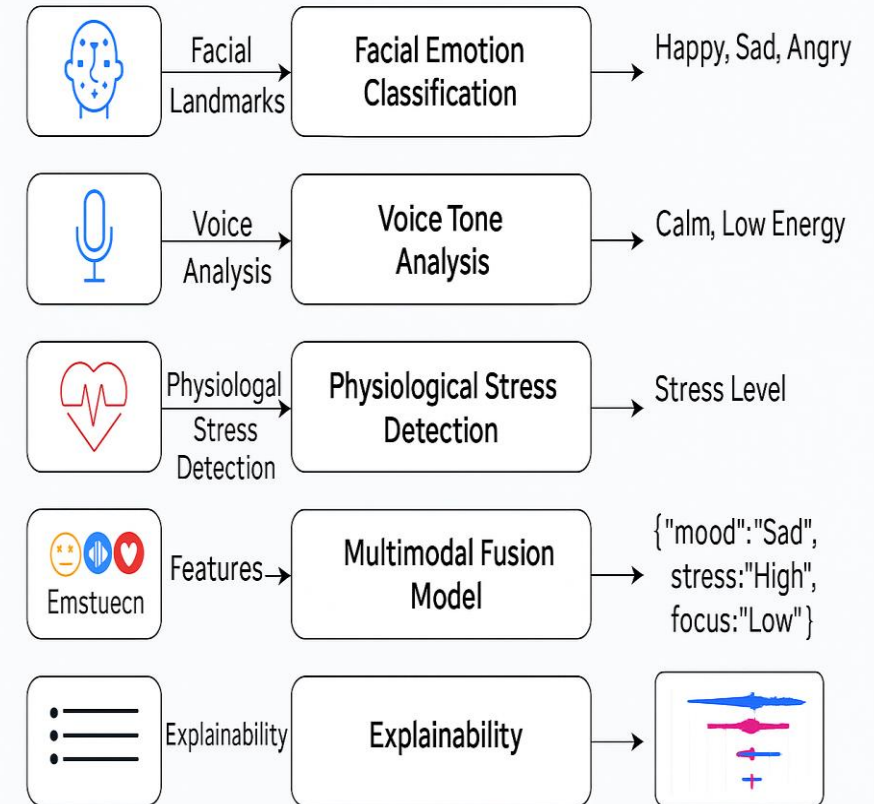 Facial
Landmarks
Facial Emotion
Classification
Happy, Sad, Angry
Voice
Analysis
Voice Tone
Analysis
Calm, Low Energy
Physiologal
Stress
Detection
Physiological Stress
Detection
Stress Level
Emstuecn
Features
Multimodal Fusion
Model
{"mood":"Sad",
stress:"High",
focus:"Low"}
Explainability
Explainability